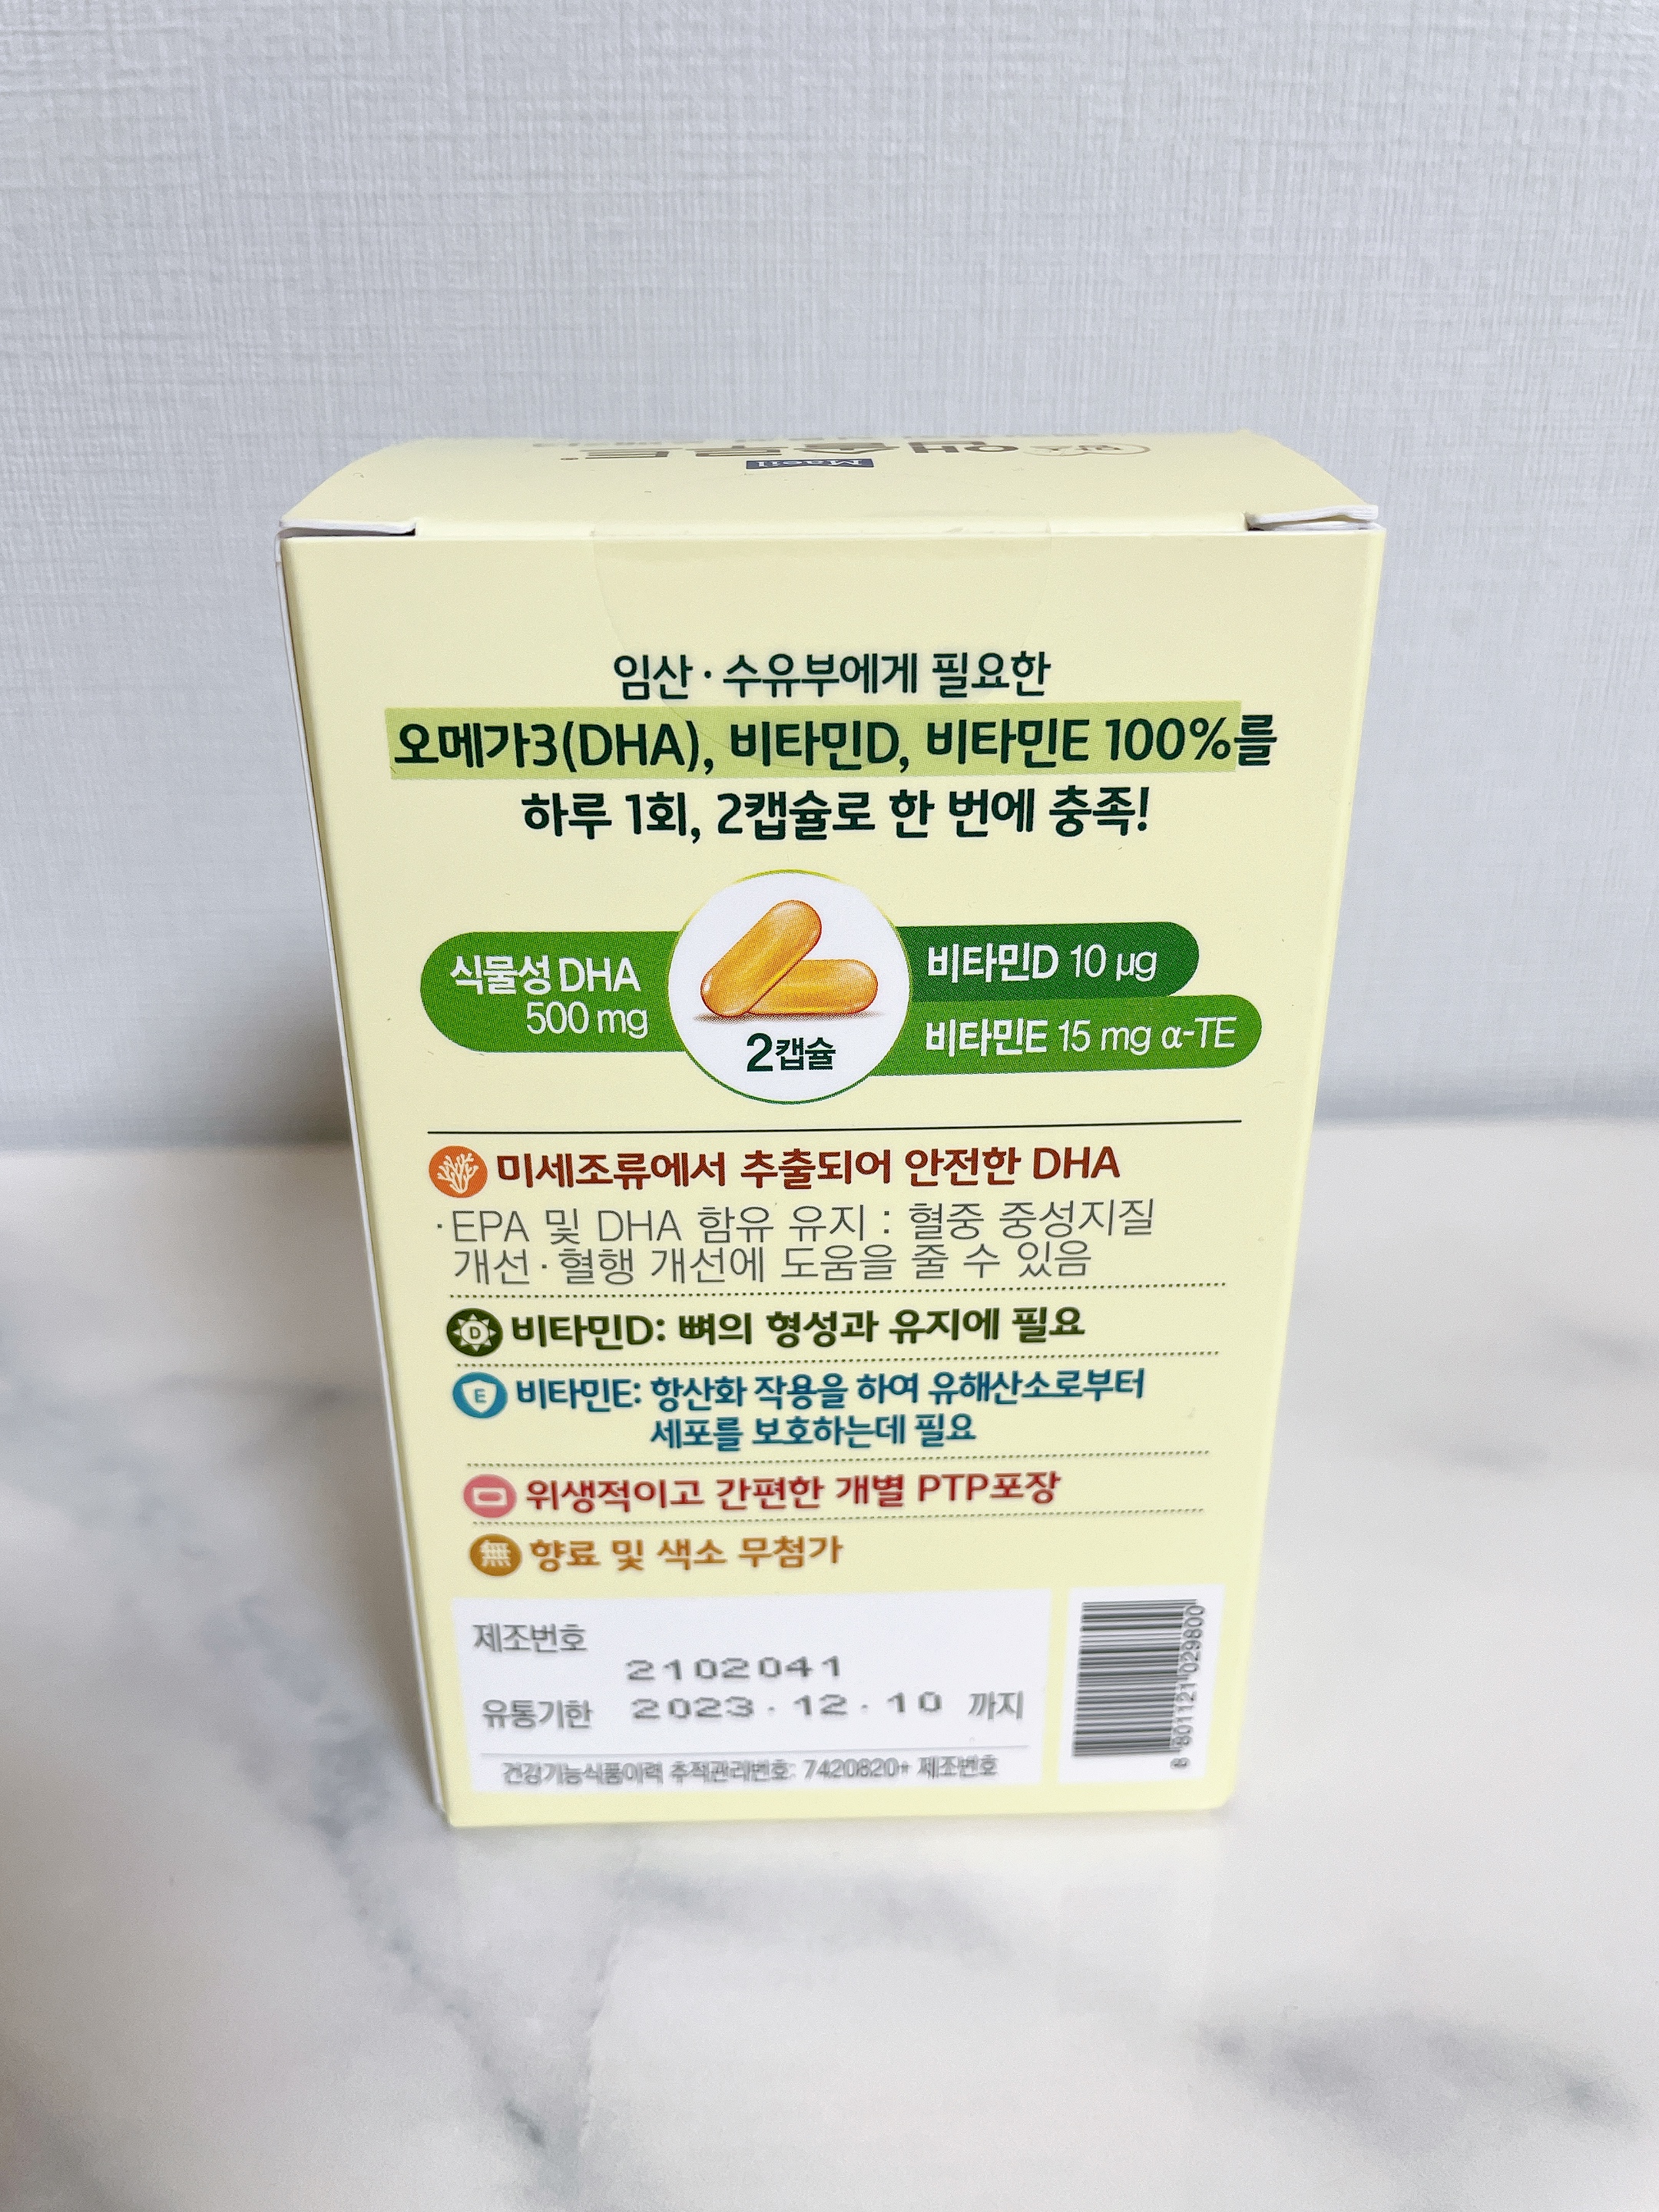 Maeil
임산·수유부에게 필요한
오메가3(DHA), 비타민D, 비타민E 100%를
하루 1회, 2캡슐로 한 번에 충족!
식물성 DHA
500 mg
2캡슐
비타민D 10 µg
비타민E 15 mg α-TE
미세조류에서 추출되어 안전한 DHA
·EPA 및 DHA 함유 유지 : 혈중 중성지질
개선·혈행 개선에 도움을 줄 수 있음
D 비타민D: 뼈의 형성과 유지에 필요
E 비타민E: 항산화 작용을 하여 유해산소로부터
세포를 보호하는데 필요
위생적이고 간편한 개별 PTP포장
無 향료 및 색소 무첨가
제조번호
2102041
유통기한 2023.12.10 까지
건강기능식품이력 추적관리번호: 7420820+ 제조번호
8 801121 029800